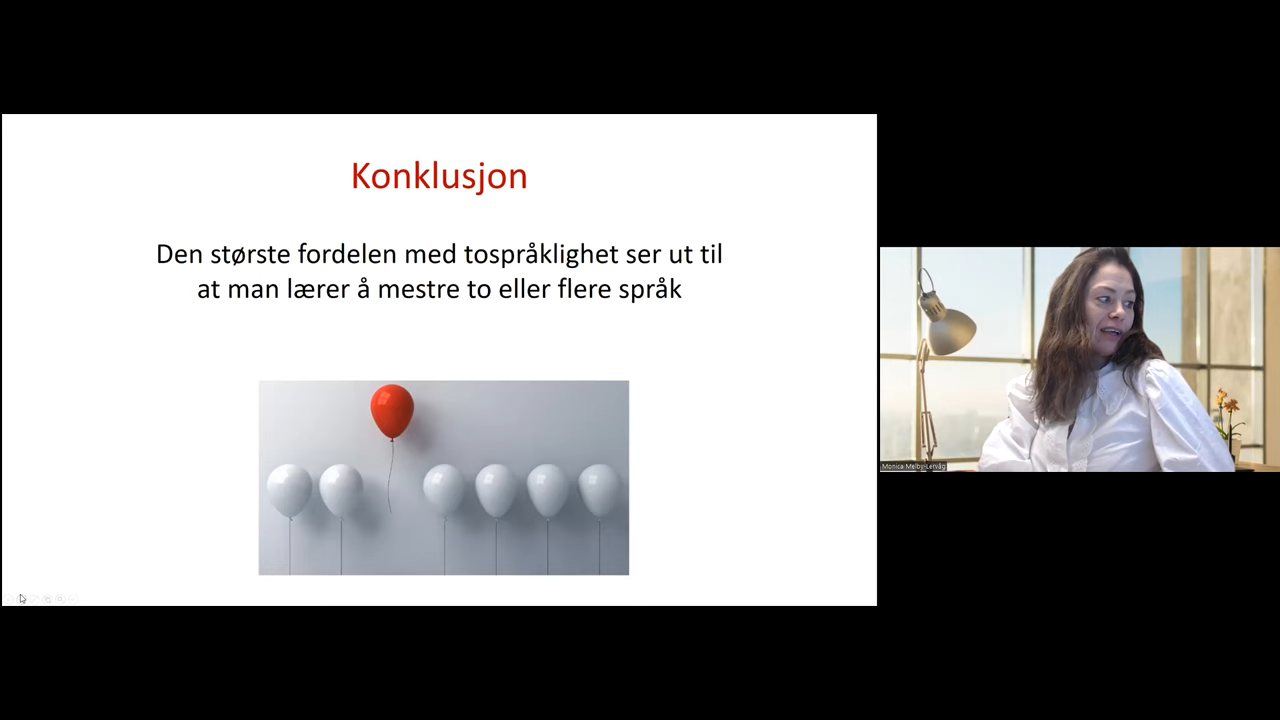 Konklusjon
Den største fordelen med tospråklighet ser ut til
at man lærer å mestre to eller flere språk
Monica Melby-Lervåg